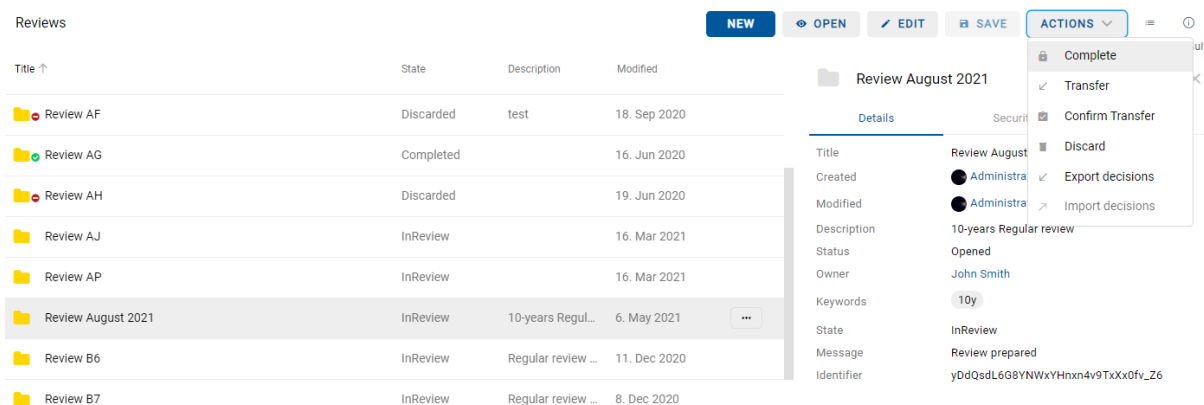 Reviews
NEW
OPEN
EDIT
SAVE
ACTIONS
Title
State
Description
Modified
Review AF
Discarded
test
18. Sep 2020
Review AG
Completed
16. Jun 2020
Review AH
Discarded
19. Jun 2020
Review AJ
InReview
16. Mar 2021
Review AP
InReview
16. Mar 2021
Review August 2021
InReview
10-years Regul...
6. May 2021
...
Review B6
InReview
Regular review ...
11. Dec 2020
Review B7
InReview
Regular review ...
8. Dec 2020
Complete
Transfer
Confirm Transfer
Discard
Export decisions
Import decisions
Review August 2021
Details
Securit
Title
Review August
Created
Administra
Modified
Administra
Description
10-years Regular review
Status
Opened
Owner
John Smith
Keywords
10y
State
InReview
Message
Review prepared
Identifier
yDdQsdL6G8YNWxYHnxn4v9TxXx0fv_Z6